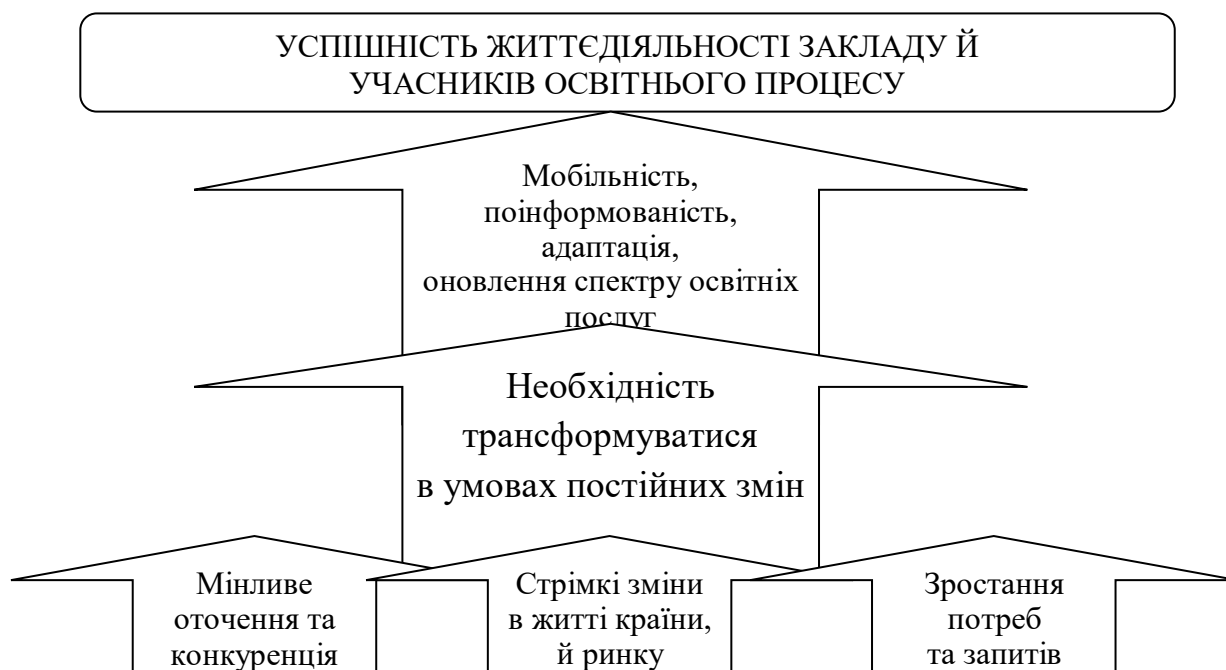 УСПІШНІСТЬ ЖИТТЄДІЯЛЬНОСТІ ЗАКЛАДУ Й
УЧАСНИКІВ ОСВІТНЬОГО ПРОЦЕСУ
Мобільність,
поінформованість,
адаптація,
оновлення спектру освітніх
послуг
Необхідність
трансформуватися
в умовах постійних змін
Мінливе
оточення та
конкуренція
Стрімкі зміни
в житті країни,
й ринку
Зростання
потреб
та запитів